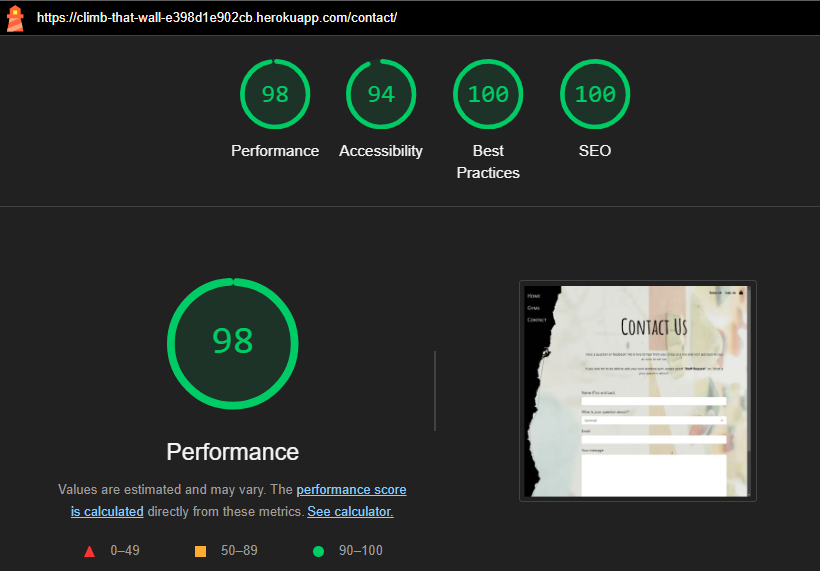 https://climb-that-wall-e398d1e902cb.herokuapp.com/contact/
98
94
100
100
Performance
Accessibility
Best
Practices
SEO
98
Performance
Values are estimated and may vary. The performance score
is calculated directly from these metrics. See calculator.
0–49
50–89
90–100
Home
Gyms
Contact
Contact Us
Name (First and Last)
What is your question about?
Email
Your message